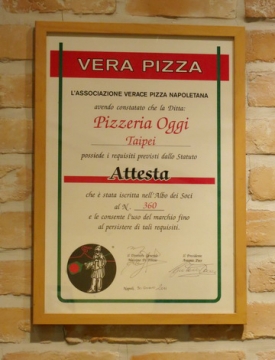 VERA PIZZA
L'ASSOCIAZIONE VERACE PIZZA NAPOLETANA
avendo constatato che la Ditta:
Pizzeria Oggi
Taipei
possiede i requisiti previsti dallo Statuto
Attesta
che è stata iscritta nell'Albo dei Soci
al N. 360
e le consente l'uso del marchio fino
al persistere di tali requisiti.
Il Presidente